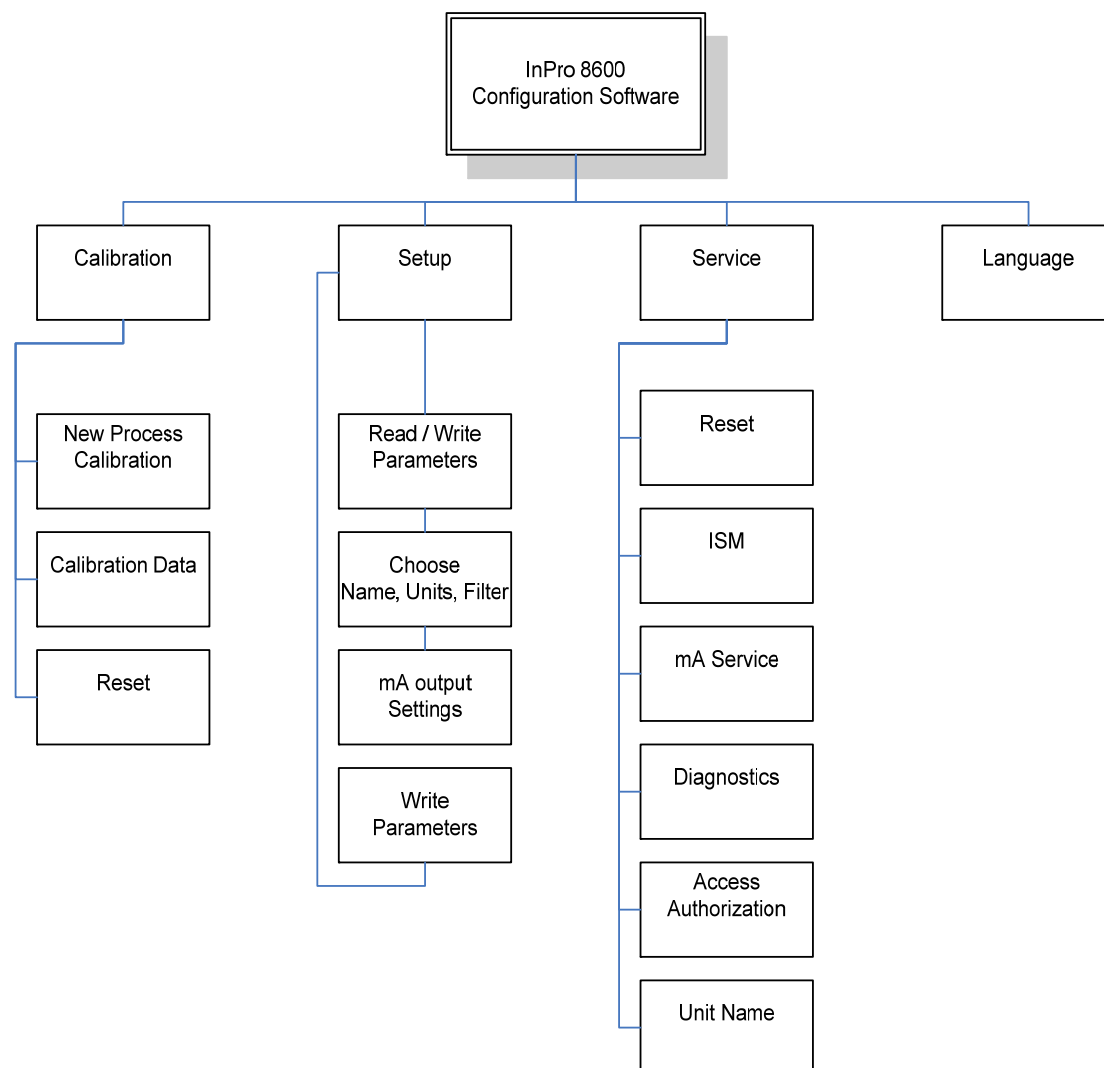 InPro 8600
Configuration Software
Calibration
Setup
Service
Language
New Process
Calibration
Calibration Data
Reset
Read / Write
Parameters
Choose
Name, Units, Filter
mA output
Settings
Write
Parameters
Reset
ISM
mA Service
Diagnostics
Access
Authorization
Unit Name